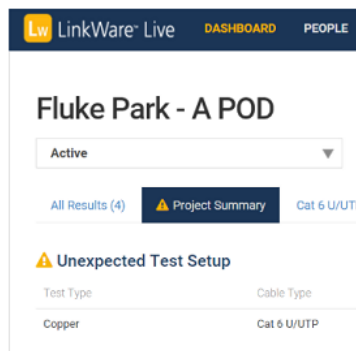 Lw LinkWare™ Live DASHBOARD PEOPLE
Fluke Park - A POD
Active
All Results (4) Project Summary Cat 6 U/UT
Unexpected Test Setup
Test Type Cable Type
Copper Cat 6 U/UTP